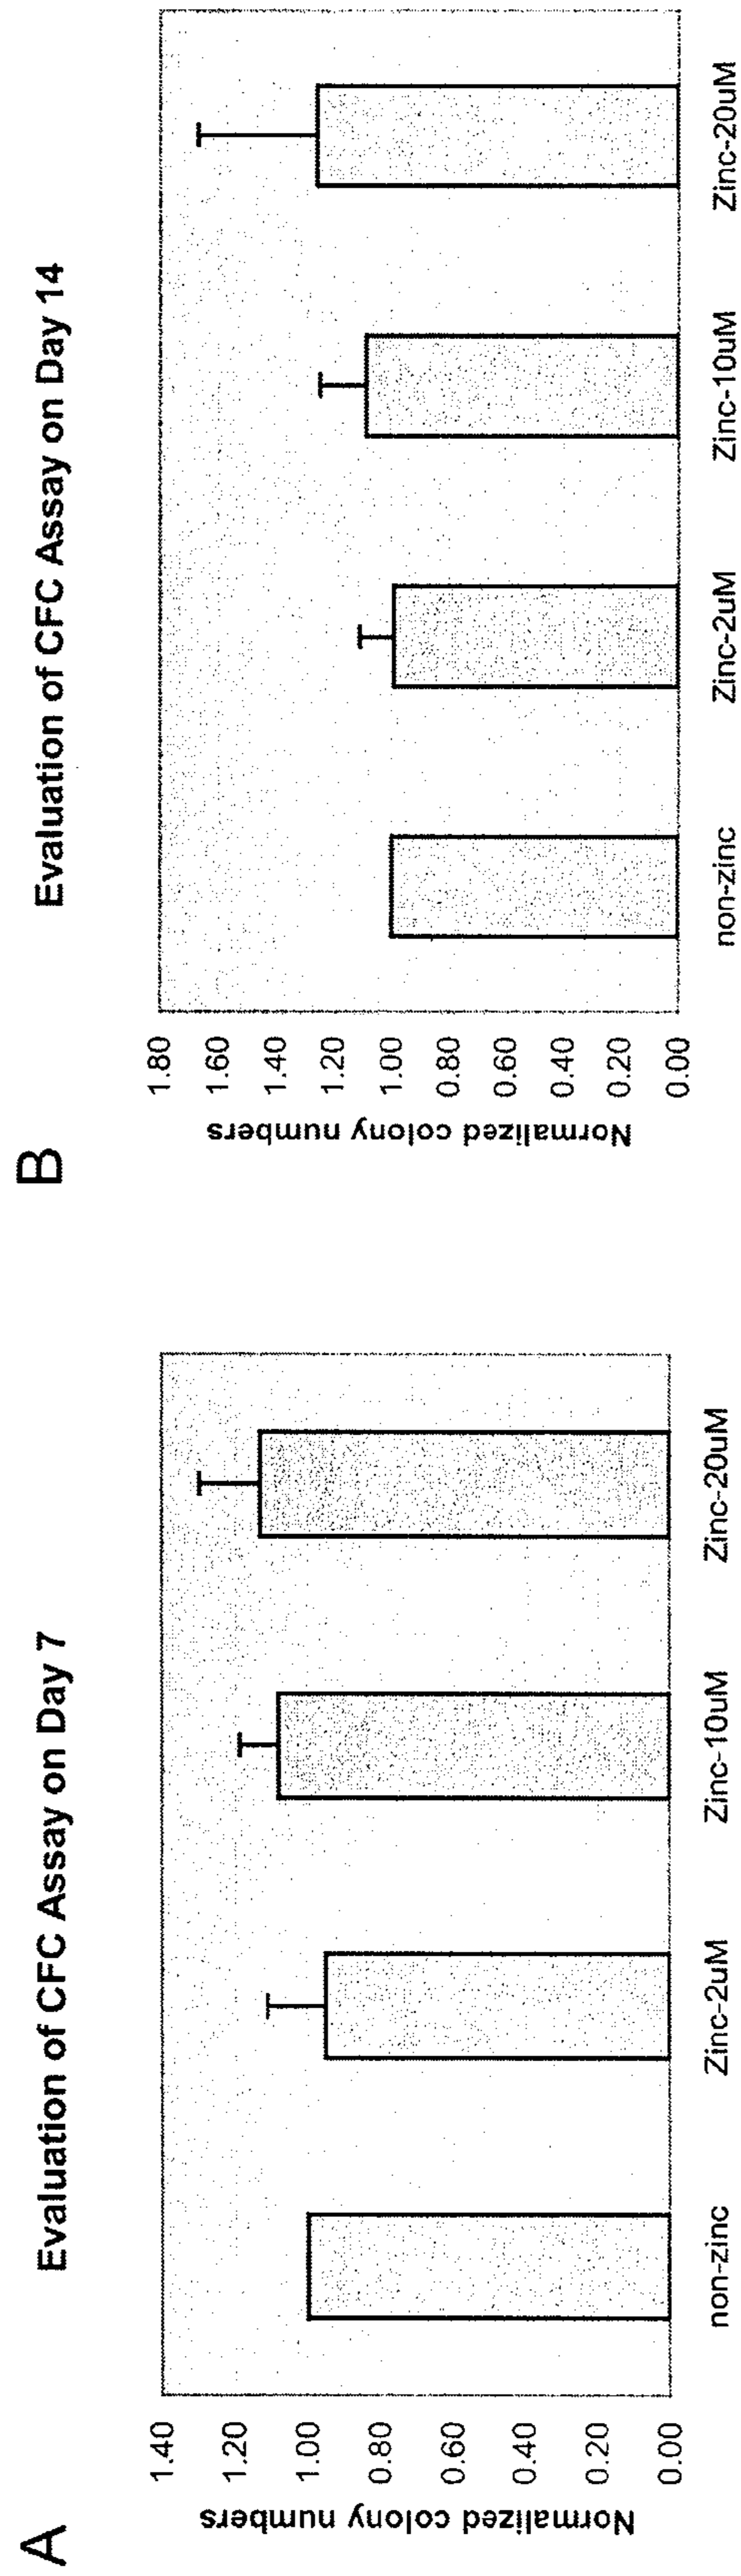 A
Evaluation of CFC Assay on Day 7
Normalized colony numbers
1.40
1.20
1.00
0.80
0.60
0.40
0.20
0.00
non-zinc
Zinc-2uM
Zinc-10uM
Zinc-20uM
B
Evaluation of CFC Assay on Day 14
Normalized colony numbers
1.80
1.60
1.40
1.20
1.00
0.80
0.60
0.40
0.20
0.00
non-zinc
Zinc-2uM
Zinc-10uM
Zinc-20uM